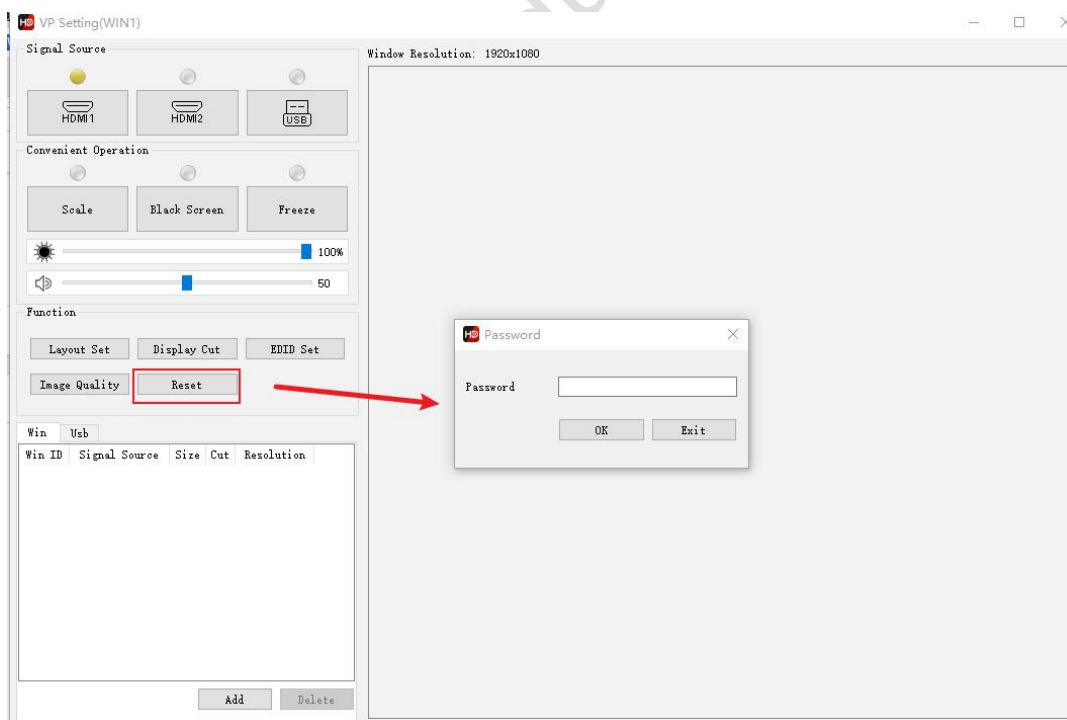 VP Setting(WIN1)
Signal Source
HDMI1
HDMI2
USB
Convenient Operation
Scale
Black Screen
Freeze
100%
50
Function
Layout Set
Display Cut
EDID Set
Image Quality
Reset
Win
Usb
Win ID Signal Source Size Cut Resolution
Add
Delete
Window Resolution: 1920x1080
HD Password
Password
OK
Exit